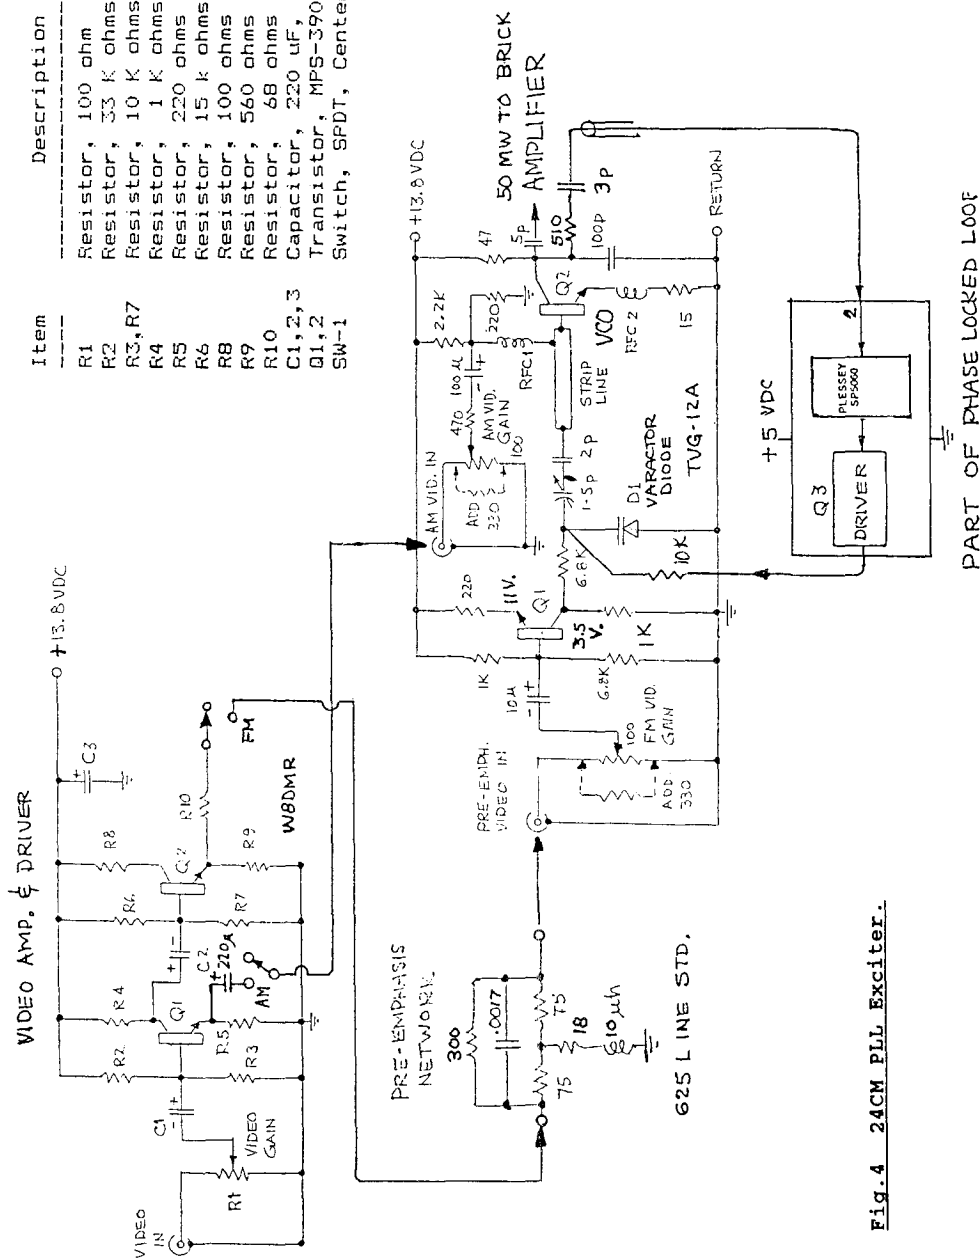 Item Description
---- -----------
R1 Resistor, 100 ohm
R2 Resistor, 33 K ohms
R3,R7 Resistor, 10 K ohms
R4 Resistor, 1 K ohms
R5 Resistor, 220 ohms
R6 Resistor, 15 k ohms
R8 Resistor, 100 ohms
R9 Resistor, 560 ohms
R10 Resistor, 68 ohms
C1,2,3 Capacitor, 220 uF,
Q1,2 Transistor, MPS-390
SW-1 Switch, SPDT, Cente
VIDEO AMP. & DRIVER
+13.8VDC
C3
R2
R4
R6
R8
Q1
Q2
C1
C2
220µ
R10
FM
AM
W8DMR
R1
VIDEO
GAIN
VIDEO
IN
R3
R5
R7
R9
PRE-EMPHASIS
NETWORK
300
.0017
75
75
18
10µh
625 LINE STD.
+13.8VDC
50 MW TO BRICK
AMPLIFIER
AM VID. IN
ADD
330
AM VID.
GAIN
100
470
100µ
2.2K
220
47
5p
510
3P
100p
RFC1
Q2
VCO
RFC2
15
STRIP
LINE
2p
1-5p
D1
VARACTOR
DIODE
TVG-12A
RETURN
220
11V.
Q1
6.8K
10K
3.5
V.
1K
1K
6.8K
10µ
PRE-EMPH.
VIDEO IN
100
FM VID.
GAIN
ADD.
330
+5 VDC
2
PLESSEY
SP5060
Q3
DRIVER
PART OF PHASE LOCKED LOOP
Fig.4 24CM PLL Exciter.